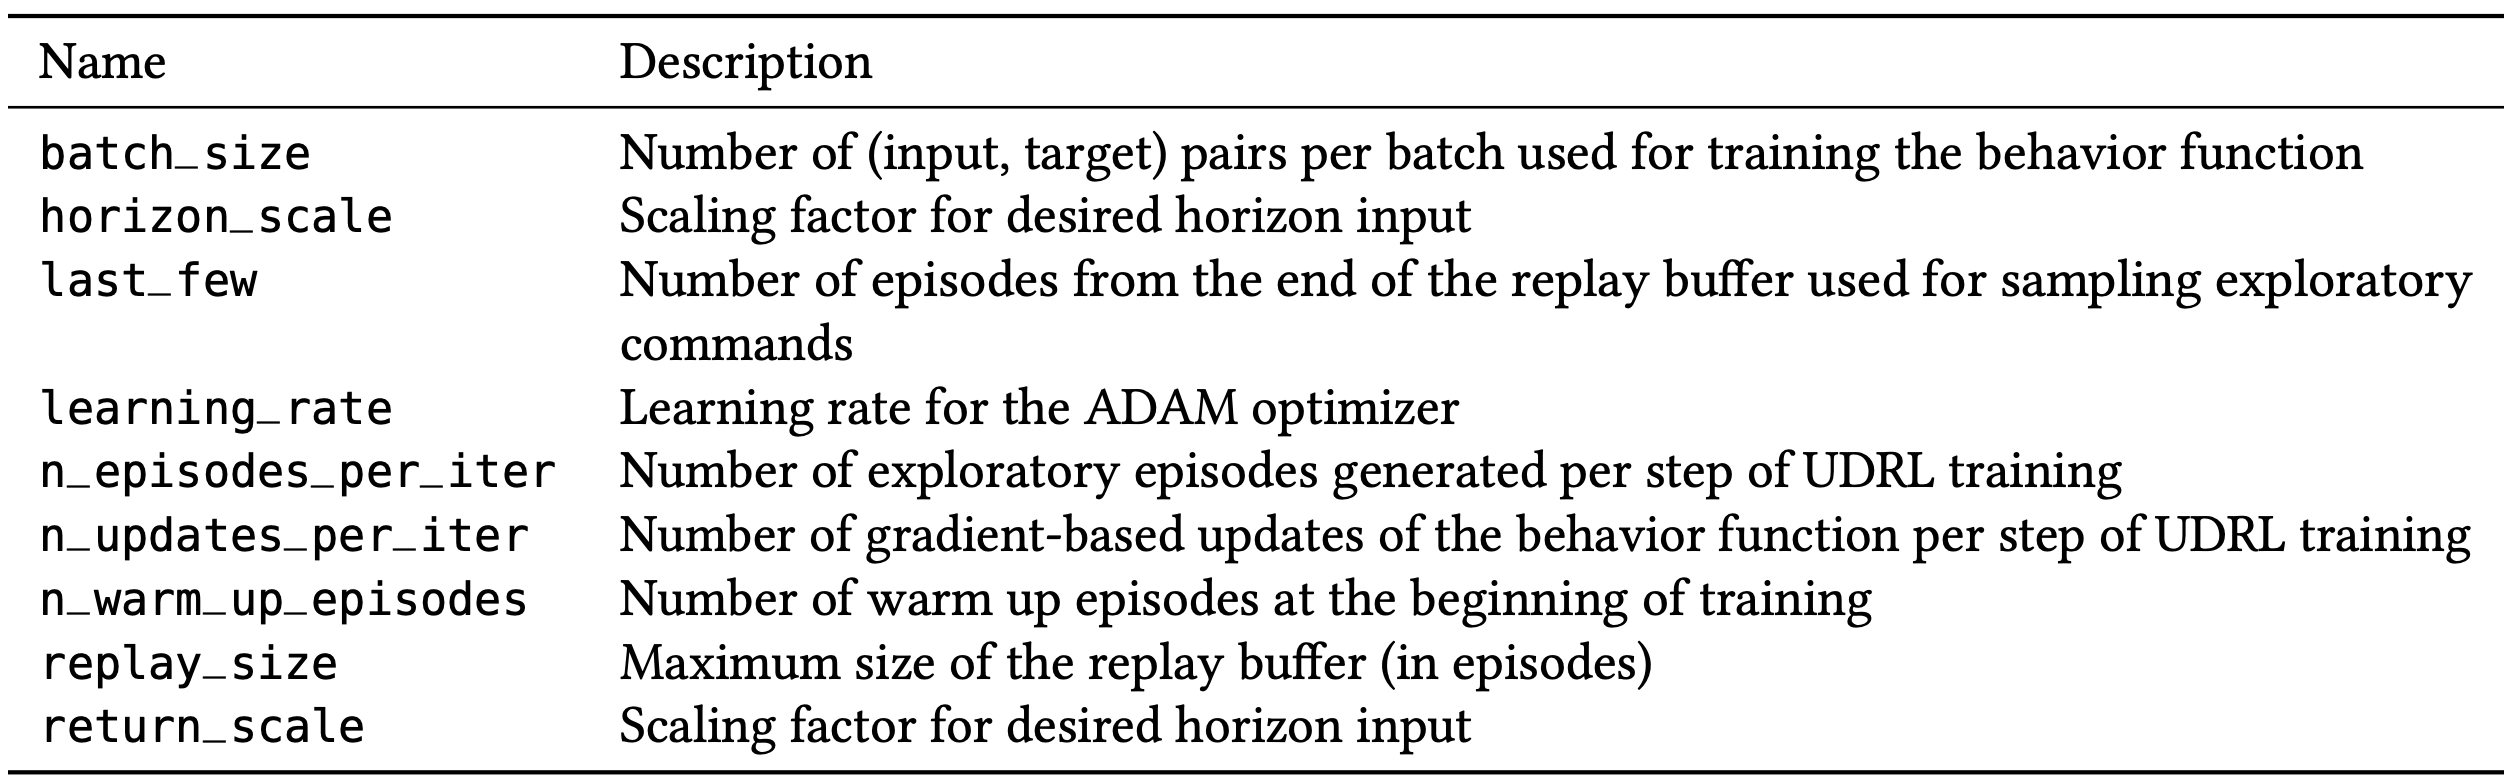 Name Description
batch_size Number of (input, target) pairs per batch used for training the behavior function
horizon_scale Scaling factor for desired horizon input
last_few Number of episodes from the end of the replay buffer used for sampling exploratory
commands
learning_rate Learning rate for the ADAM optimizer
n_episodes_per_iter Number of exploratory episodes generated per step of UDRL training
n_updates_per_iter Number of gradient-based updates of the behavior function per step of UDRL training
n_warm_up_episodes Number of warm up episodes at the beginning of training
replay_size Maximum size of the replay buffer (in episodes)
return_scale Scaling factor for desired horizon input